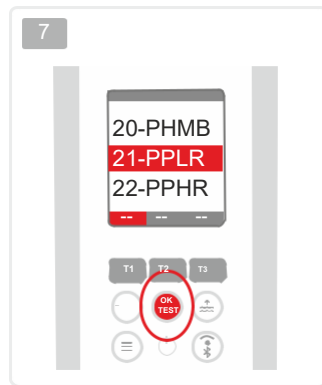 7
20-PHMB
21-PPLR
22-PPHR
-- -- --
T1 T2 T3
OK
TEST